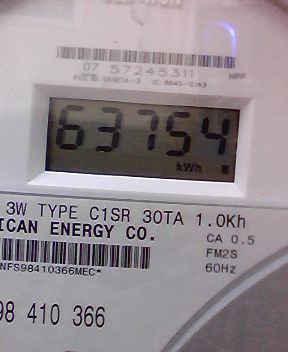 07 57245311
63754
kWh
3W TYPE C1SR 30TA 1.0Kh
ICAN ENERGY CO.
CA 0.5
FM2S
60Hz
NFS98410366MEC*
98 410 366